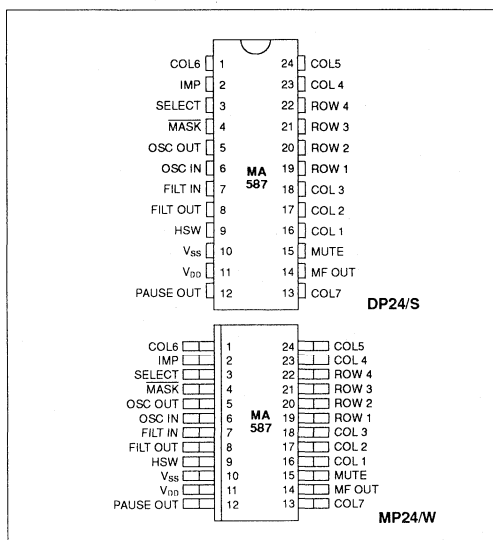 COL6 1 24 COL5
IMP 2 23 COL 4
SELECT 3 22 ROW 4
MASK 4 21 ROW 3
OSC OUT 5 20 ROW 2
OSC IN 6 MA 587 19 ROW 1
FILT IN 7 18 COL 3
FILT OUT 8 17 COL 2
HSW 9 16 COL 1
VSS 10 15 MUTE
VDD 11 14 MF OUT
PAUSE OUT 12 13 COL7
DP24/S
COL6 1 24 COL5
IMP 2 23 COL 4
SELECT 3 22 ROW 4
MASK 4 21 ROW 3
OSC OUT 5 20 ROW 2
OSC IN 6 MA 587 19 ROW 1
FILT IN 7 18 COL 3
FILT OUT 8 17 COL 2
HSW 9 16 COL 1
VSS 10 15 MUTE
VDD 11 14 MF OUT
PAUSE OUT 12 13 COL7
MP24/W